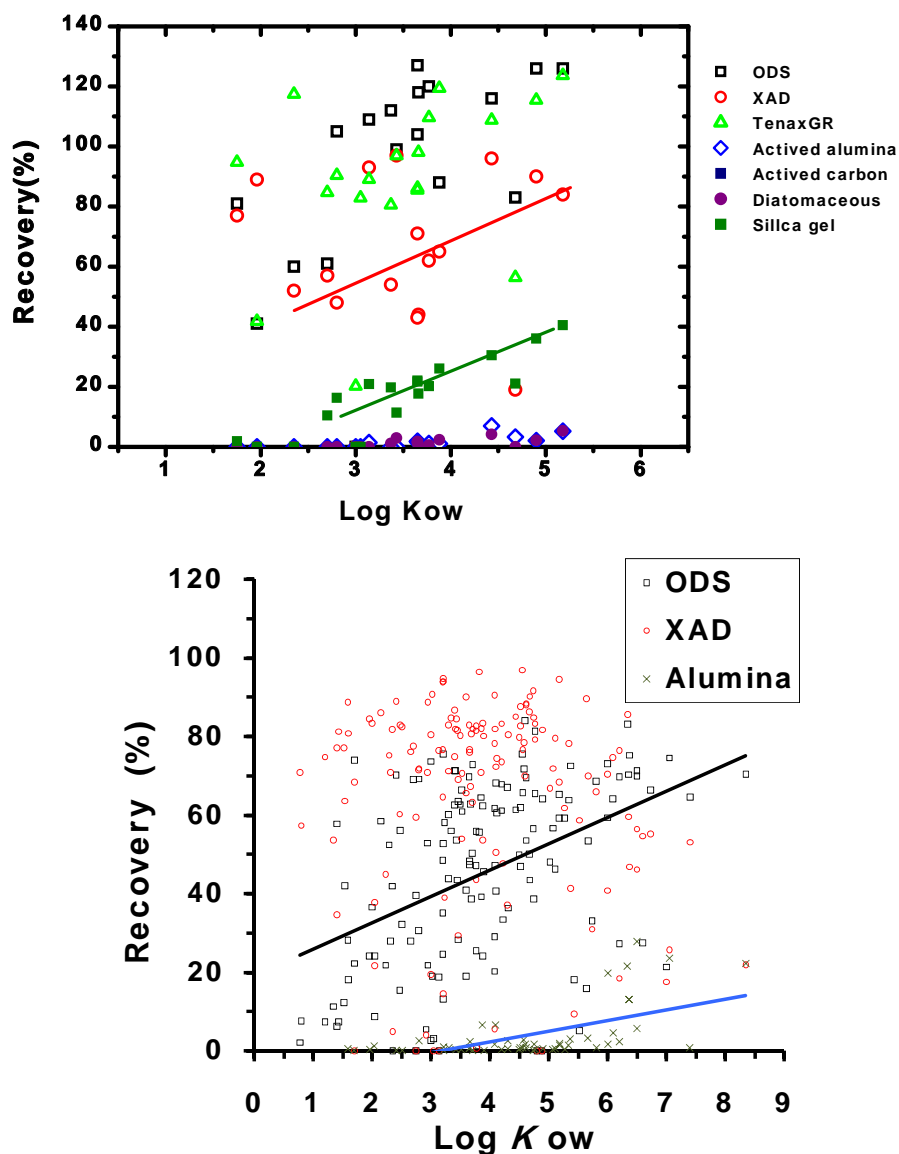 140
120
100
80
60
40
20
0
Recovery(%)
1 2 3 4 5 6
Log Kow
ODS
XAD
TenaxGR
Actived alumina
Actived carbon
Diatomaceous
Sillca gel
120
100
80
60
40
20
0
Recovery (%)
0 1 2 3 4 5 6 7 8 9
Log K ow
ODS
XAD
Alumina